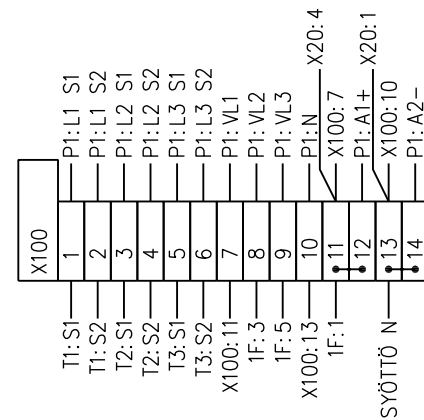 X100
T1: S1 1 P1: L1 S1
T1: S2 2 P1: L1 S2
T2: S1 3 P1: L2 S1
T2: S2 4 P1: L2 S2
T3: S1 5 P1: L3 S1
T3: S2 6 P1: L3 S2
X100: 11 7 P1: VL1
1F: 3 8 P1: VL2
1F: 5 9 P1: VL3
X100: 13 10 P1: N
1F: 1 11 X100: 7 X20: 4
12 P1: A1+
SYÖTTÖ N 13 X100: 10 X20: 1
14 P1: A2-